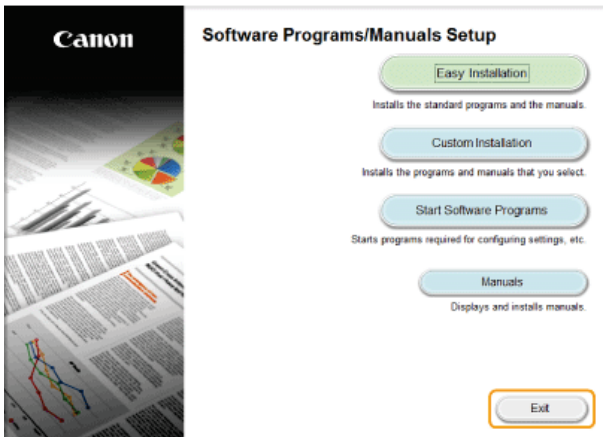 Canon
Software Programs/Manuals Setup
Easy Installation
Installs the standard programs and the manuals.
Custom Installation
Installs the programs and manuals that you select.
Start Software Programs
Starts programs required for configuring settings, etc.
Manuals
Displays and installs manuals.
Exit